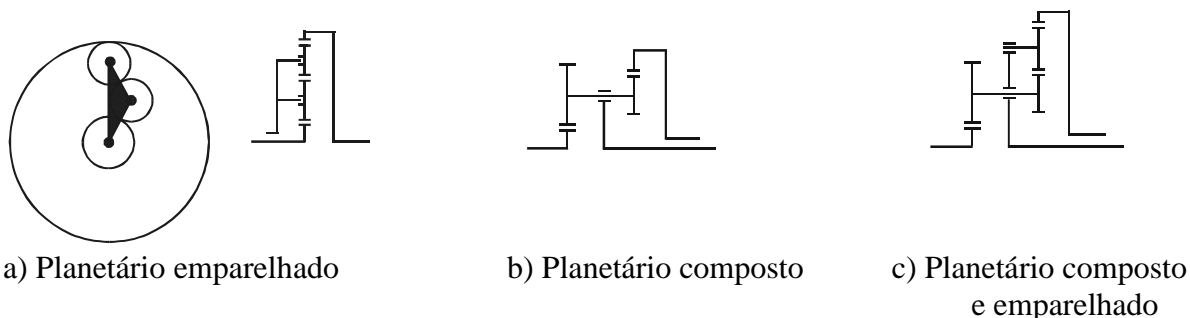 a) Planetário emparelhado
b) Planetário composto
c) Planetário composto
e emparelhado